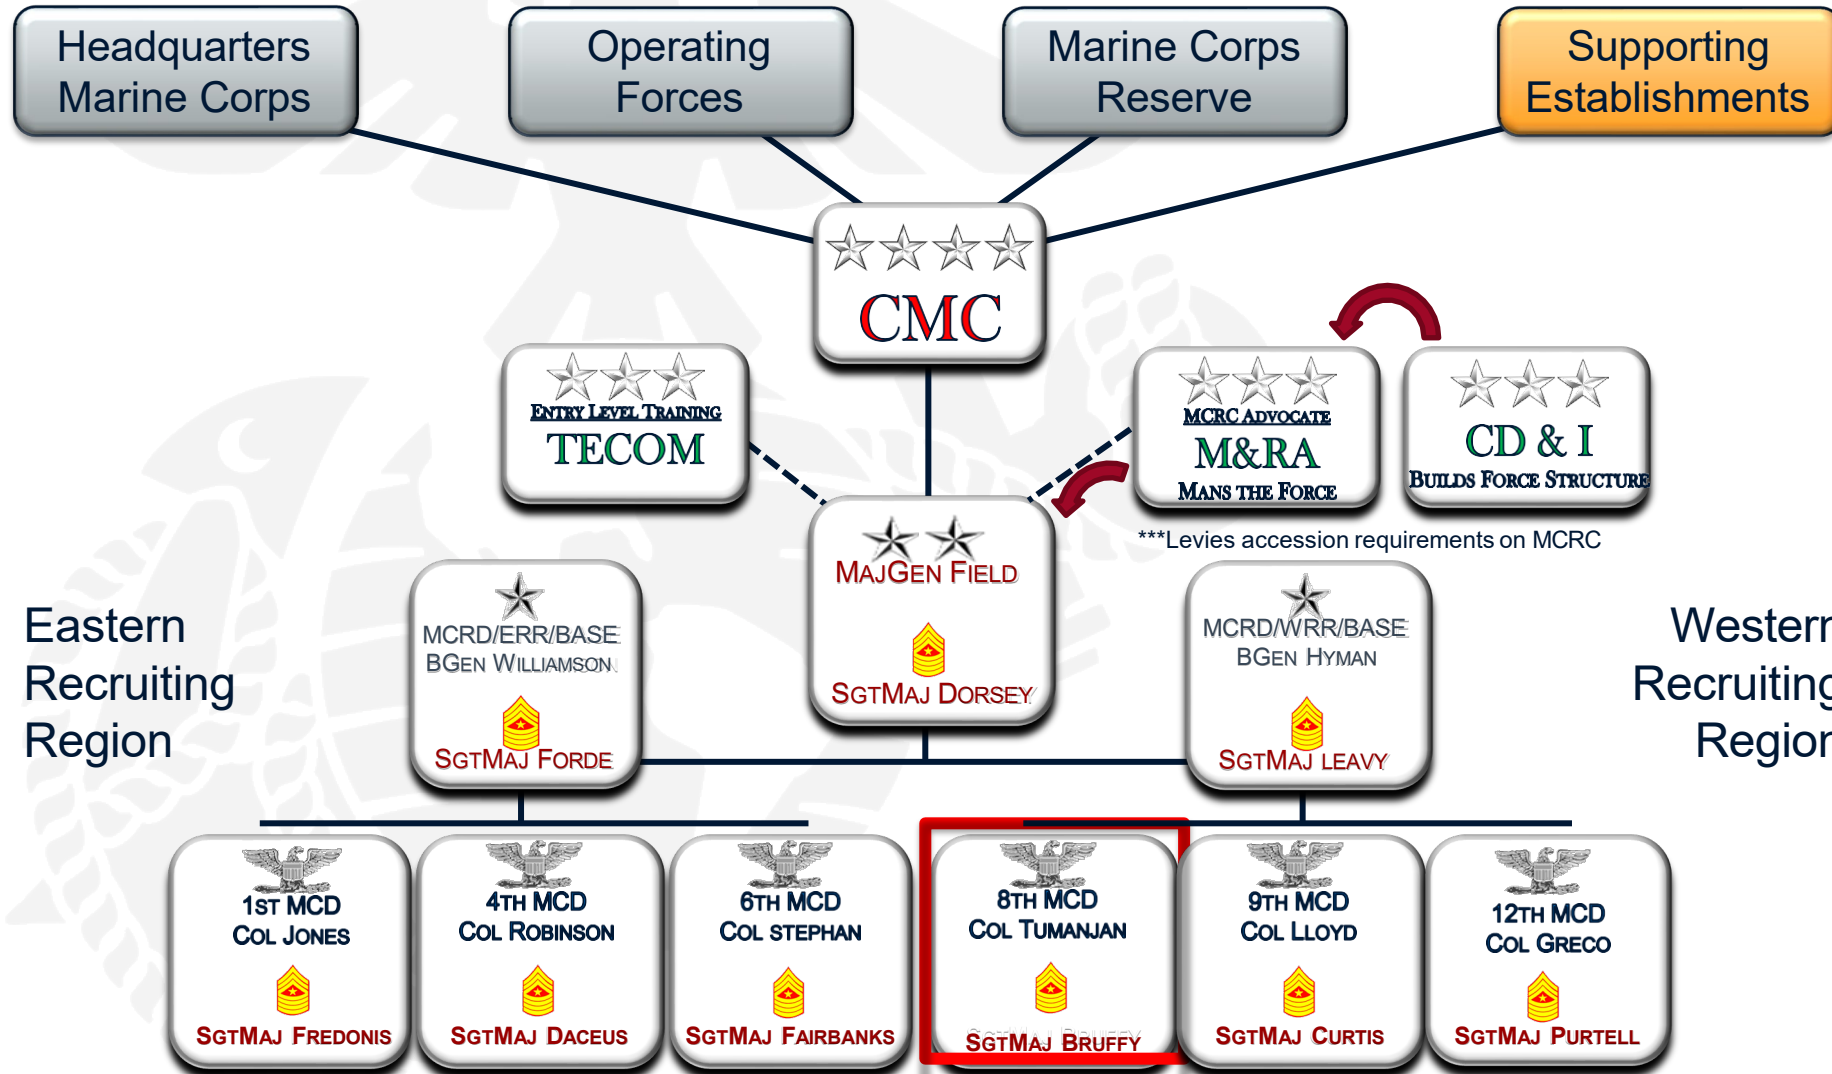 Headquarters
Marine Corps
Operating
Forces
Marine Corps
Reserve
Supporting
Establishments
CMC
ENTRY LEVEL TRAINING
TECOM
MCRC ADVOCATE
M&RA
MANS THE FORCE
CD & I
BUILDS FORCE STRUCTURE
***Levies accession requirements on MCRC
MAJGEN FIELD
SGTMAJ DORSEY
Eastern
Recruiting
Region
MCRD/ERR/BASE
BGEN WILLIAMSON
SGTMAJ FORDE
MCRD/WRR/BASE
BGEN HYMAN
SGTMAJ LEAVY
Western
Recruiting
Region
1ST MCD
COL JONES
SGTMAJ FREDONIS
4TH MCD
COL ROBINSON
SGTMAJ DACEUS
6TH MCD
COL STEPHAN
SGTMAJ FAIRBANKS
8TH MCD
COL TUMANJAN
SGTMAJ BRUFFY
9TH MCD
COL LLOYD
SGTMAJ CURTIS
12TH MCD
COL GRECO
SGTMAJ PURTELL